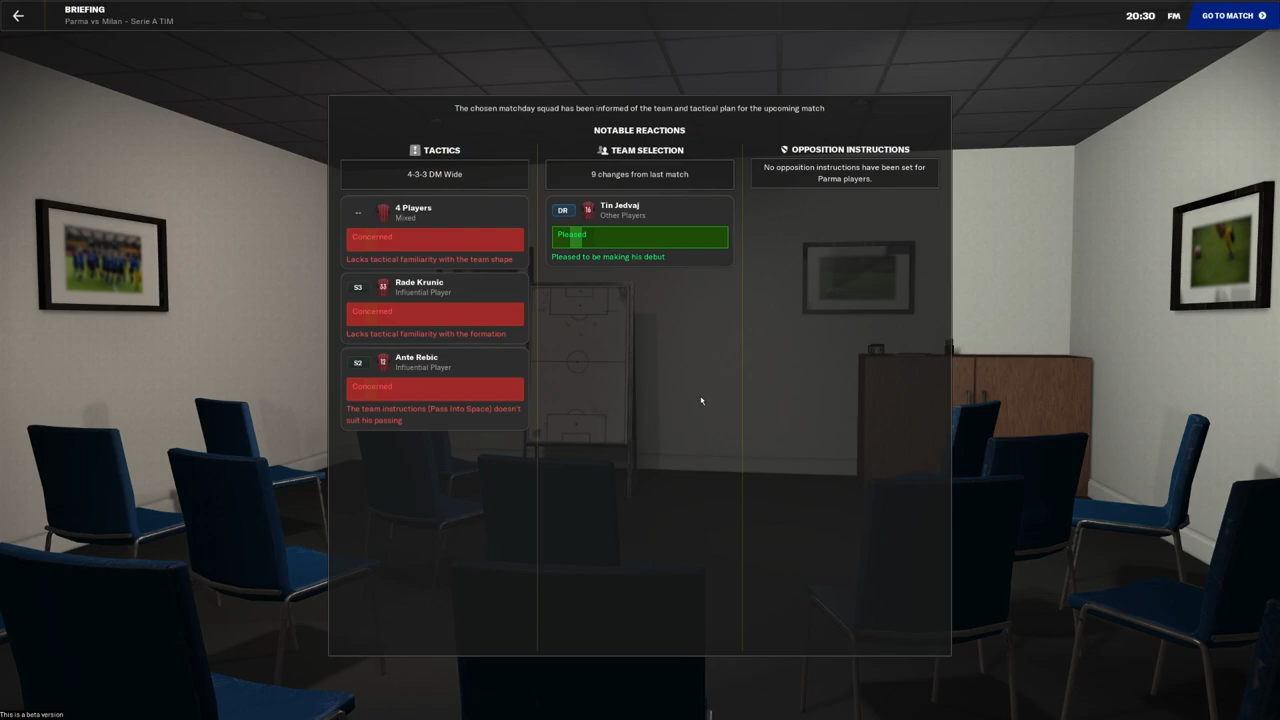 BRIEFING
Parma vs Milan - Serie A TIM
20:30
FM
GO TO MATCH
The chosen matchday squad has been informed of the team and tactical plan for the upcoming match
NOTABLE REACTIONS
TACTICS
4-3-3 DM Wide
--
4 Players
Mixed
Concerned
Lacks tactical familiarity with the team shape
S3
33
Rade Krunic
Influential Player
Concerned
Lacks tactical familiarity with the formation
S2
12
Ante Rebic
Influential Player
Concerned
The team instructions (Pass Into Space) doesn't
suit his passing
TEAM SELECTION
9 changes from last match
DR
16
Tin Jedvaj
Other Players
Pleased
Pleased to be making his debut
OPPOSITION INSTRUCTIONS
No opposition instructions have been set for
Parma players.
This is a beta version